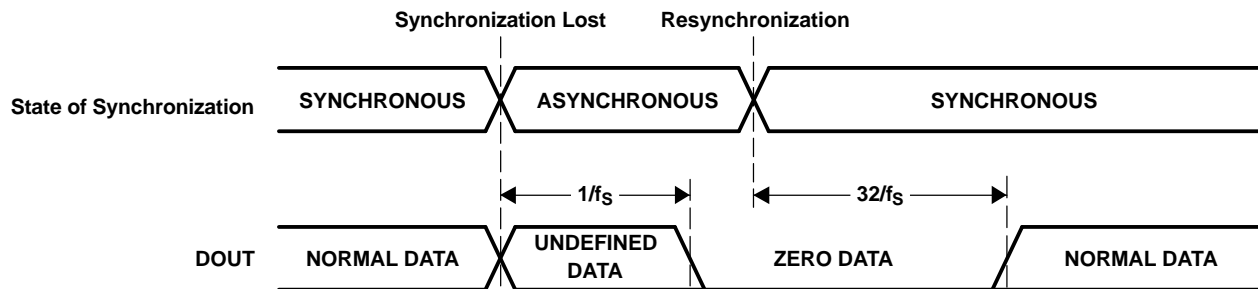 Synchronization Lost
Resynchronization
State of Synchronization
SYNCHRONOUS
ASYNCHRONOUS
SYNCHRONOUS
1/fS
32/fS
DOUT
NORMAL DATA
UNDEFINED
DATA
ZERO DATA
NORMAL DATA